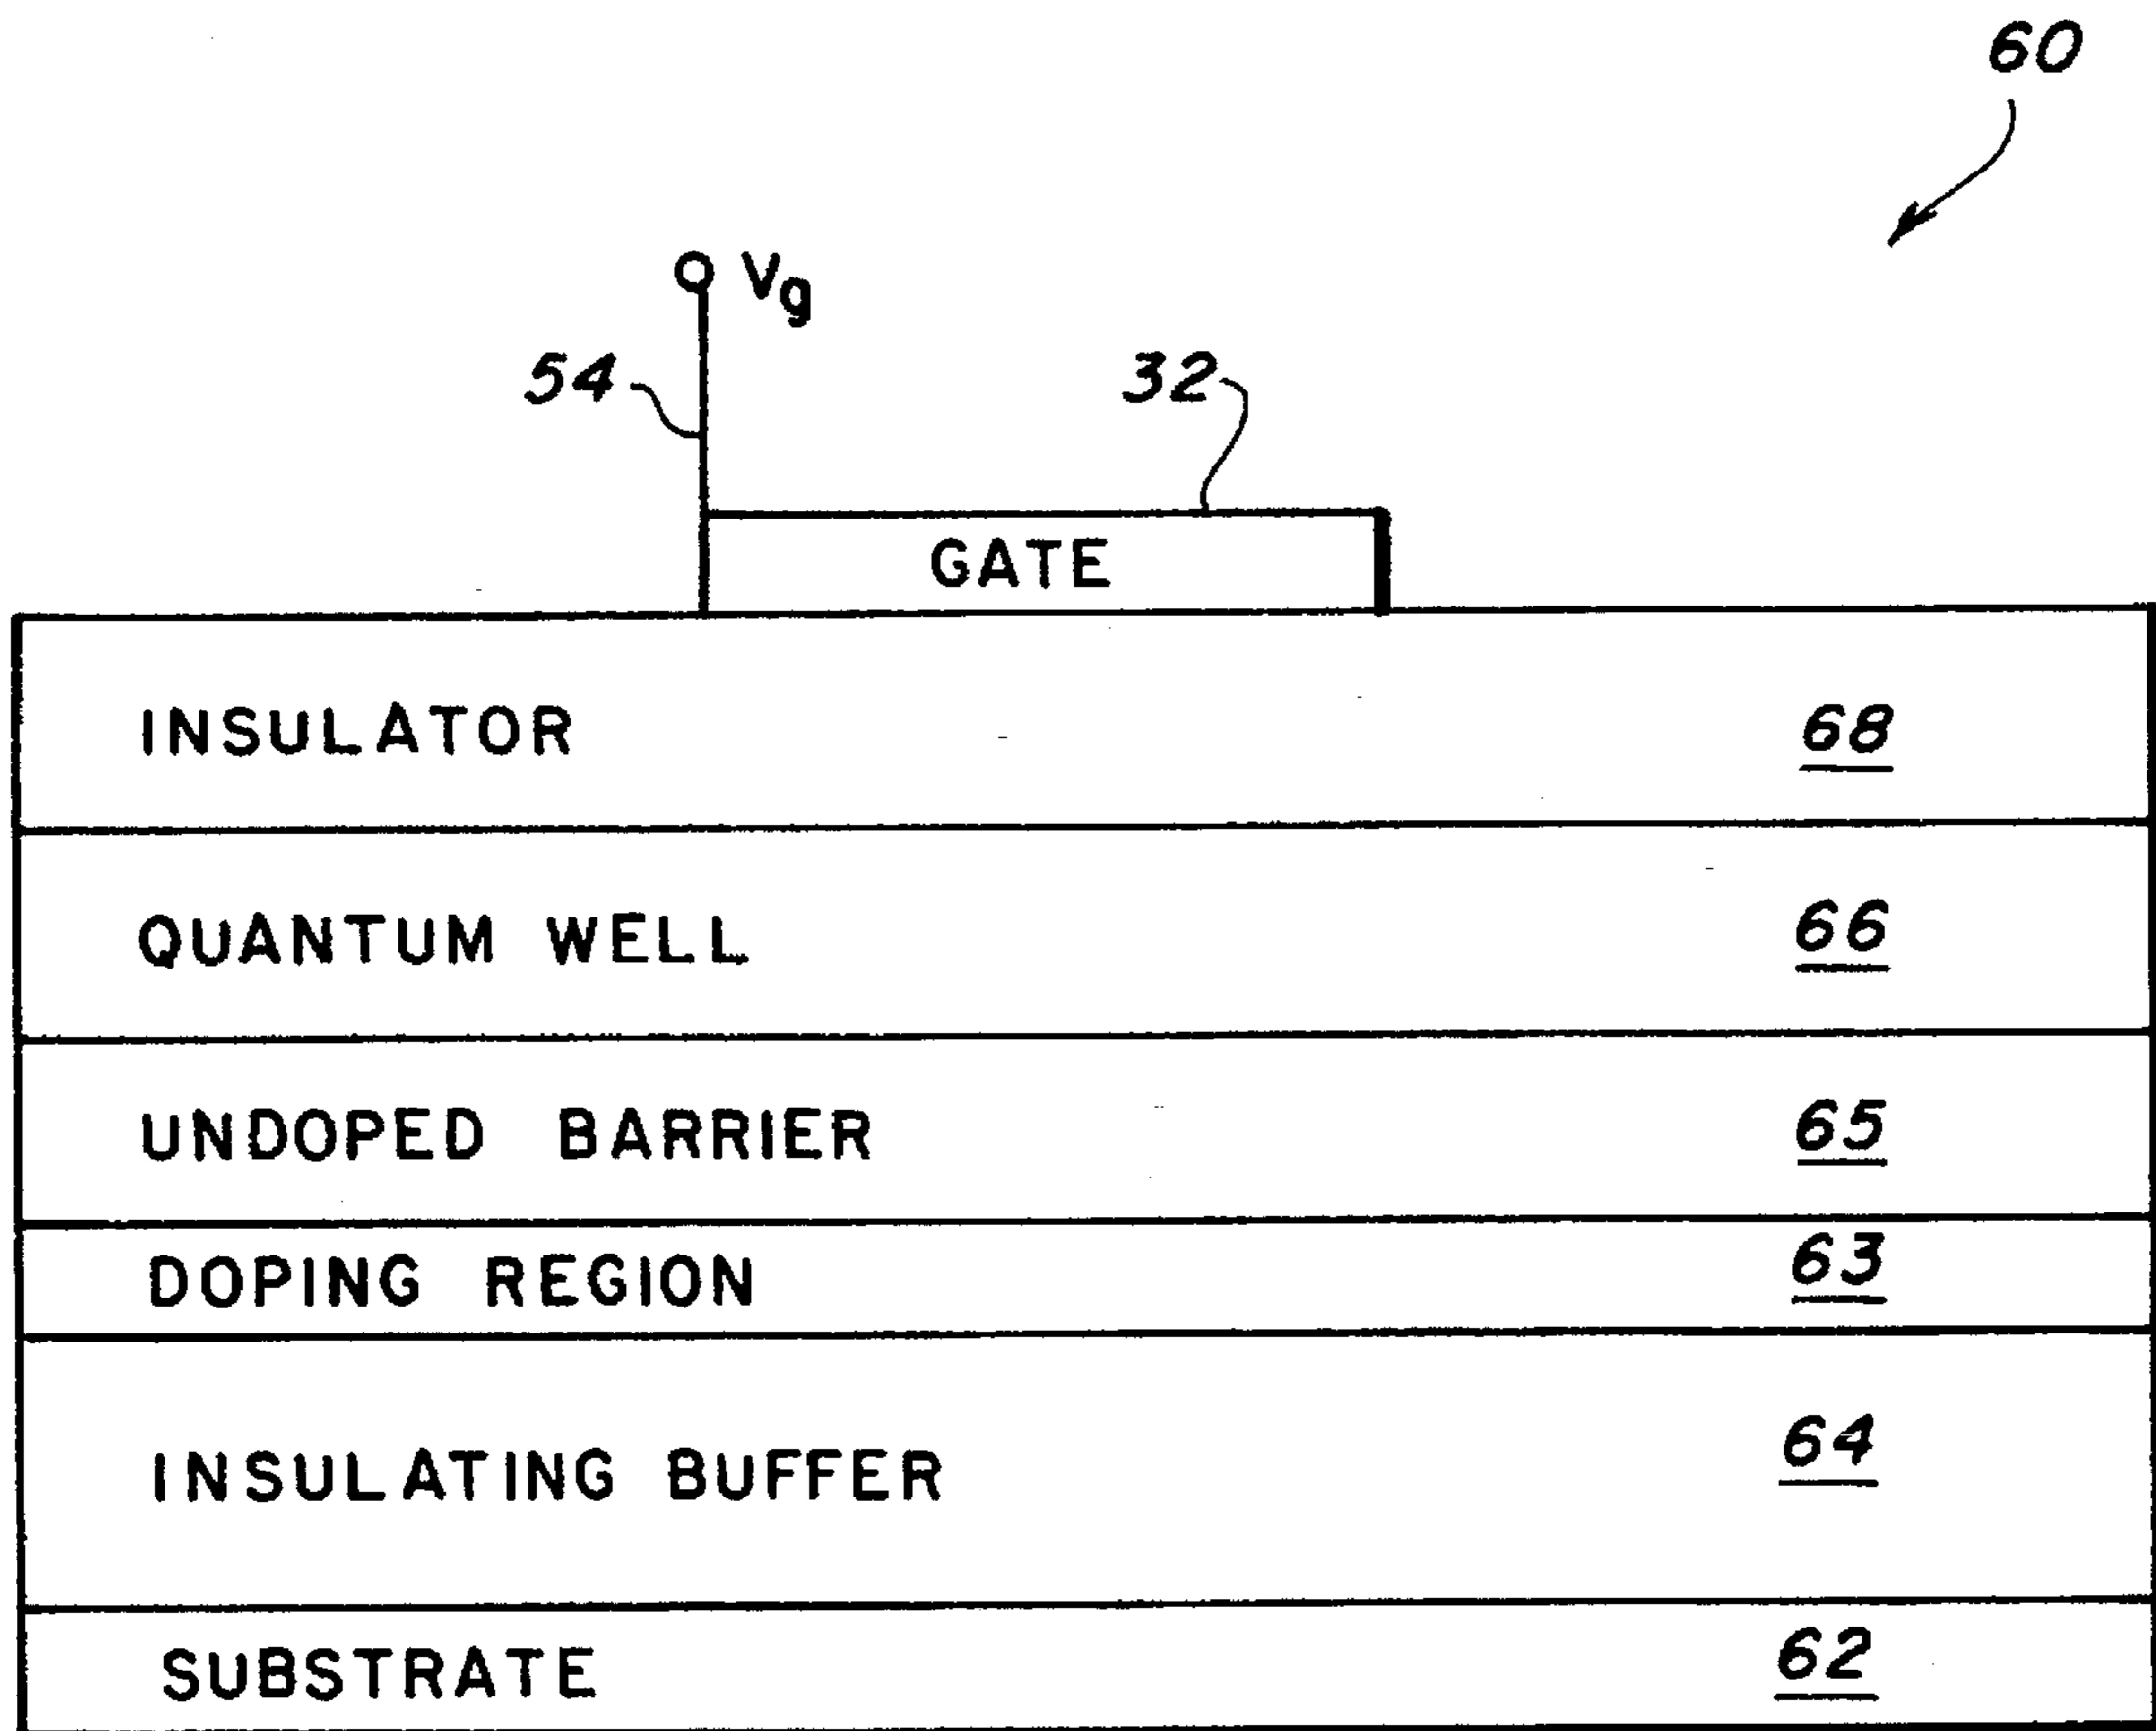 60
Vg
54
32
GATE
INSULATOR 68
QUANTUM WELL 66
UNDOPED BARRIER 65
DOPING REGION 63
INSULATING BUFFER 64
SUBSTRATE 62